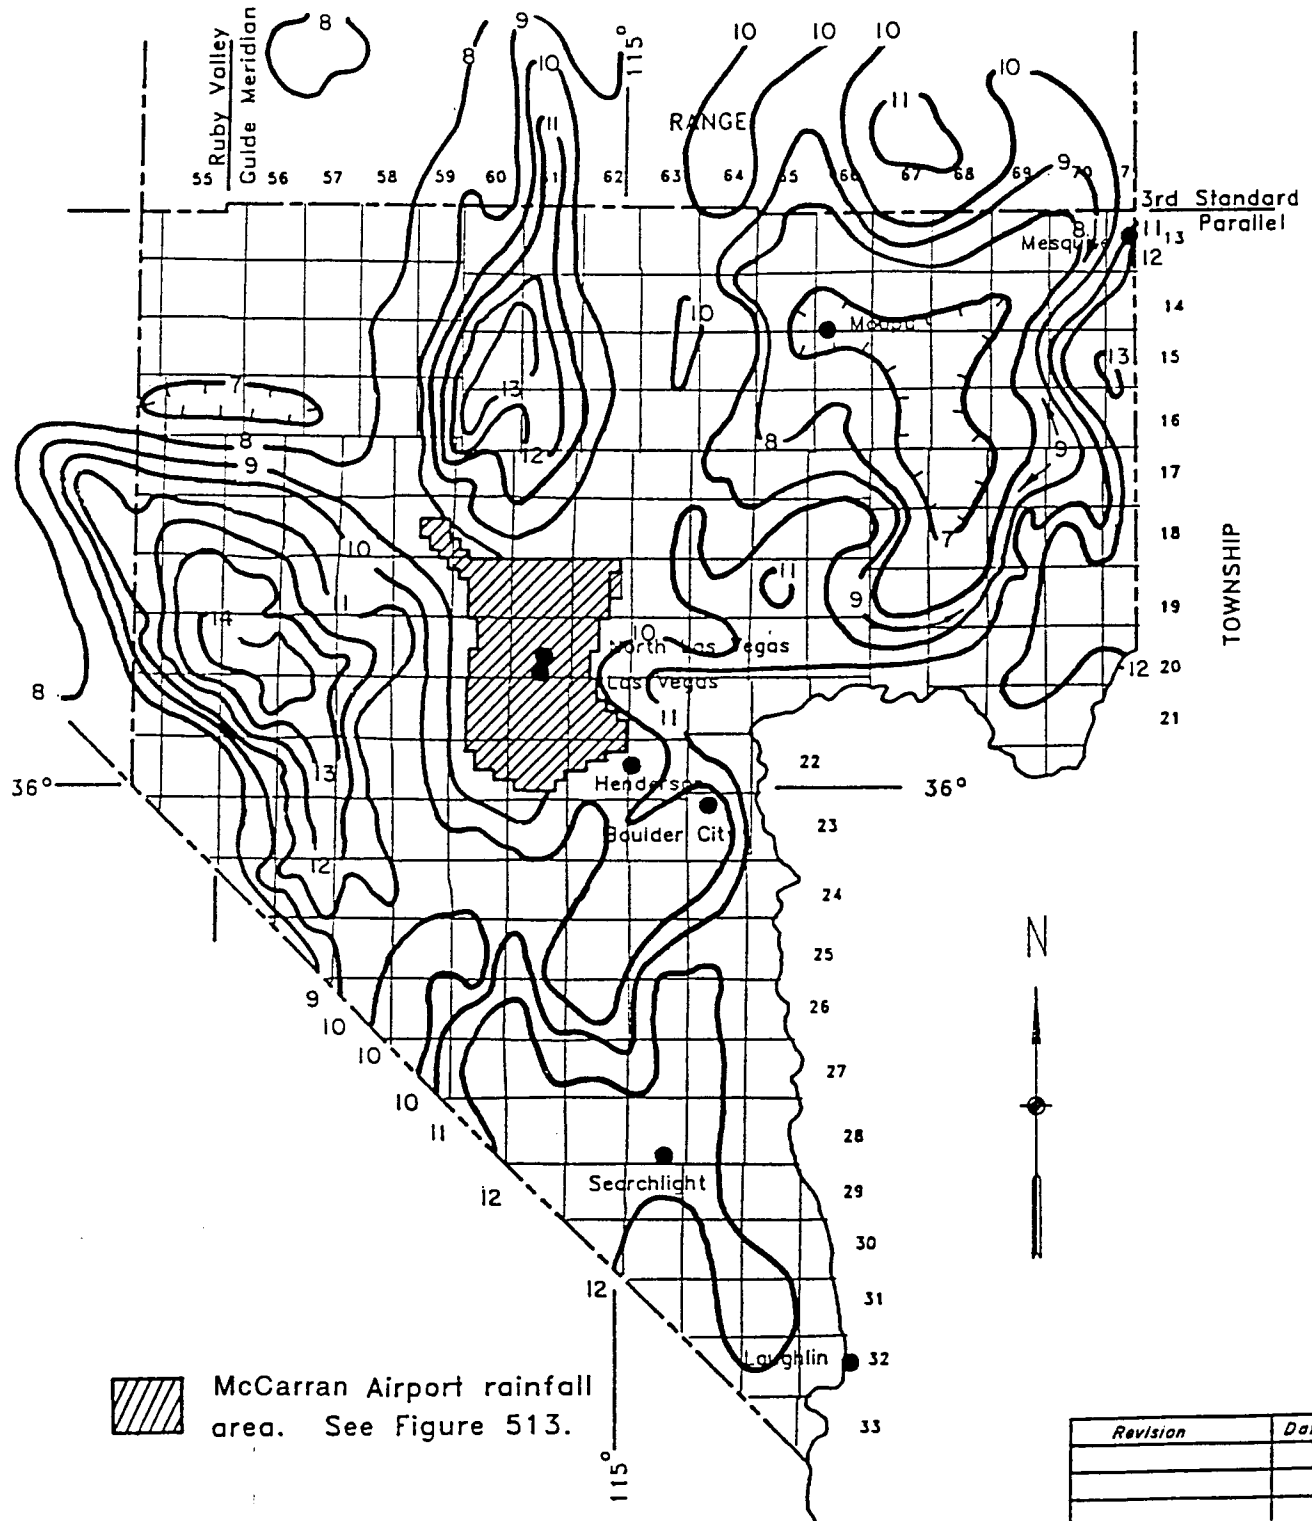 8 9 10 10 10
Ruby Valley
Guide Meridian
115°
8 10 11 11 10
RANGE
55 56 57 58 59 60 61 62 63 64 65 66 67 68 69 70 7
9
3rd Standard
Parallel
8 11 13
Mesquite 12
14
10
Moapa
7 13 15
13 16
8 8 9
9 12 17
10 7 18
11 9 19
TOWNSHIP
14 10
North Las Vegas
12 20
Las Vegas
8 11 21
13 22
36° 36°
Henderson
23
Boulder City
12
24
N
25
9 26
10
10 27
10
11 28
Searchlight 29
12
30
12 31
Laughlin 32
McCarran Airport rainfall
area. See Figure 513.
33
115°
Revision